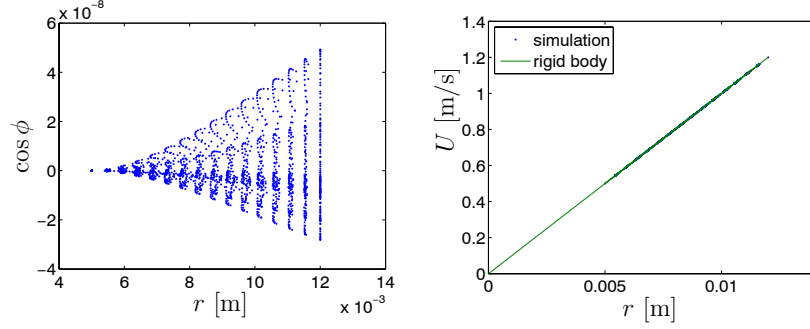 x 10⁻⁸
6
4
2
0
−2
−4
cos ϕ
4
6
8
10
12
14
r [m]
x 10⁻³
1.4
1.2
1
0.8
0.6
0.4
0.2
0
U [m/s]
simulation
rigid body
0
0.005
0.01
r [m]